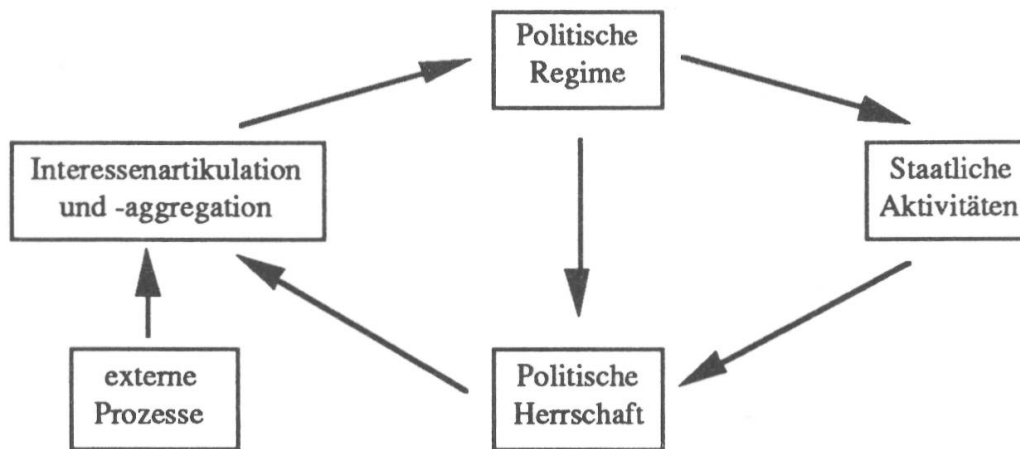 Politische
Regime
Interessenartikulation
und -aggregation
Staatliche
Aktivitäten
externe
Prozesse
Politische
Herrschaft